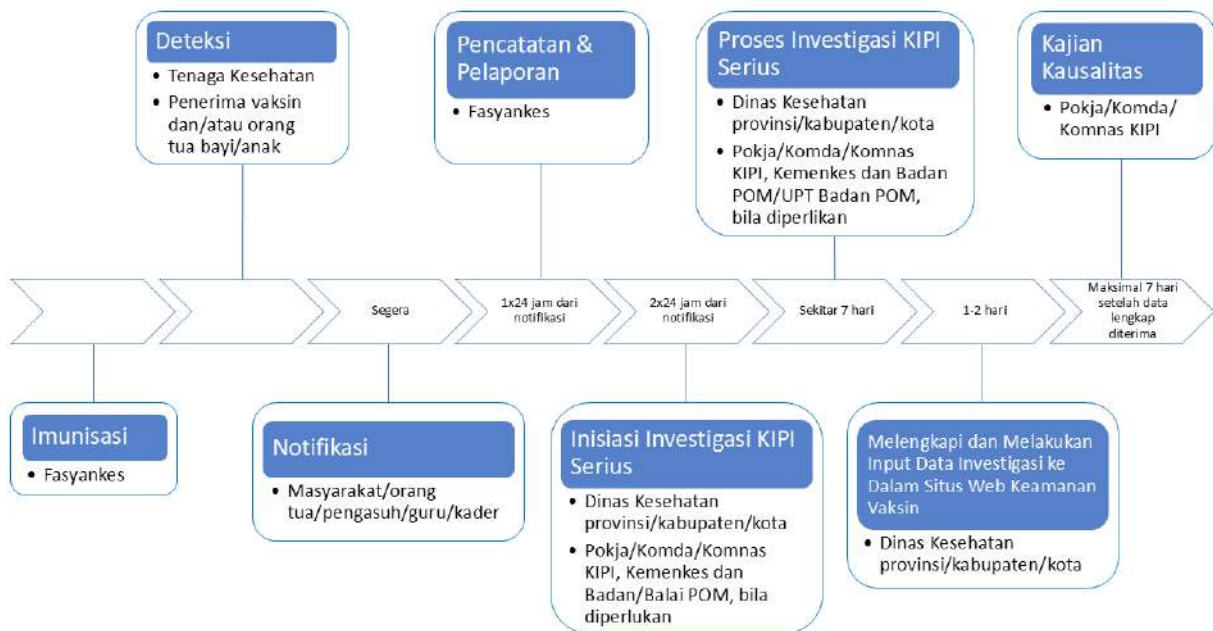 Deteksi
• Tenaga Kesehatan
• Penerima vaksin
dan/atau orang
tua bayi/anak
Pencatatan &
Pelaporan
• Fasyankes
Proses Investigasi KIPI
Serius
• Dinas Kesehatan
provinsi/kabupaten/kota
• Pokja/Komda/Komnas
KIPI, Kemenkes dan Badan
POM/UPT Badan POM,
bila diperlikan
Kajian
Kausalitas
• Pokja/Komda/
Komnas KIPI
Segera
1x24 jam dari
notifikasi
2x24 jam dari
notifikasi
Sekitar 7 hari
1-2 hari
Maksimal 7 hari
setelah data
lengkap
diterima
Imunisasi
• Fasyankes
Notifikasi
• Masyarakat/orang
tua/pengasuh/guru/kader
Inisiasi Investigasi KIPI
Serius
• Dinas Kesehatan
provinsi/kabupaten/kota
• Pokja/Komda/Komnas
KIPI, Kemenkes dan
Badan/Balai POM, bila
diperlukan
Melengkapi dan Melakukan
Input Data Investigasi ke
Dalam Situs Web Keamanan
Vaksin
• Dinas Kesehatan
provinsi/kabupaten/kota